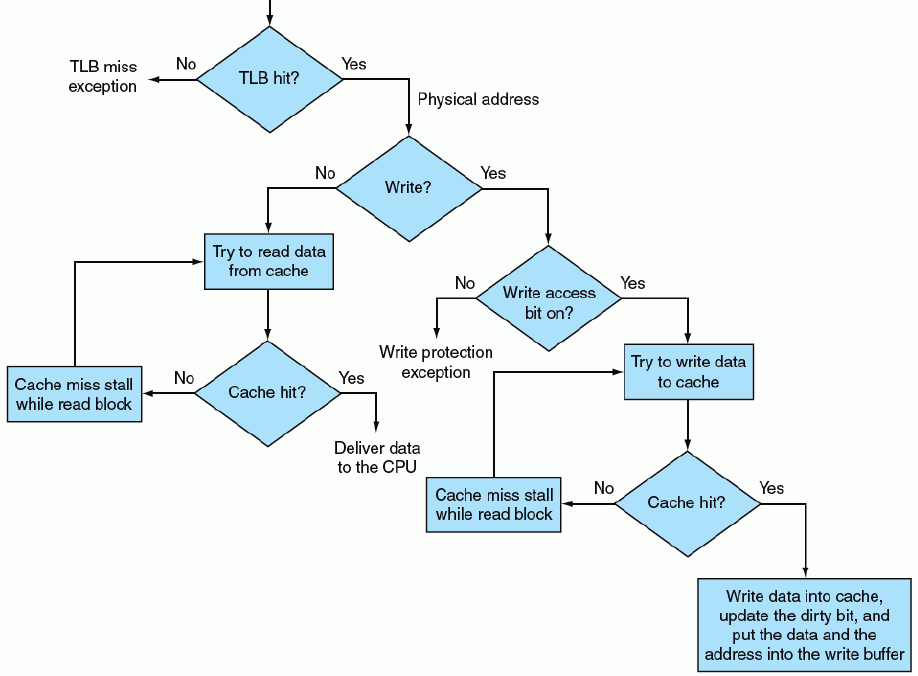 TLB hit?
No
Yes
TLB miss
exception
Physical address
Write?
No
Yes
Try to read data
from cache
Write access
bit on?
No
Yes
Write protection
exception
Try to write data
to cache
Cache hit?
No
Yes
Cache miss stall
while read block
Deliver data
to the CPU
Cache hit?
No
Yes
Cache miss stall
while read block
Write data into cache,
update the dirty bit, and
put the data and the
address into the write buffer